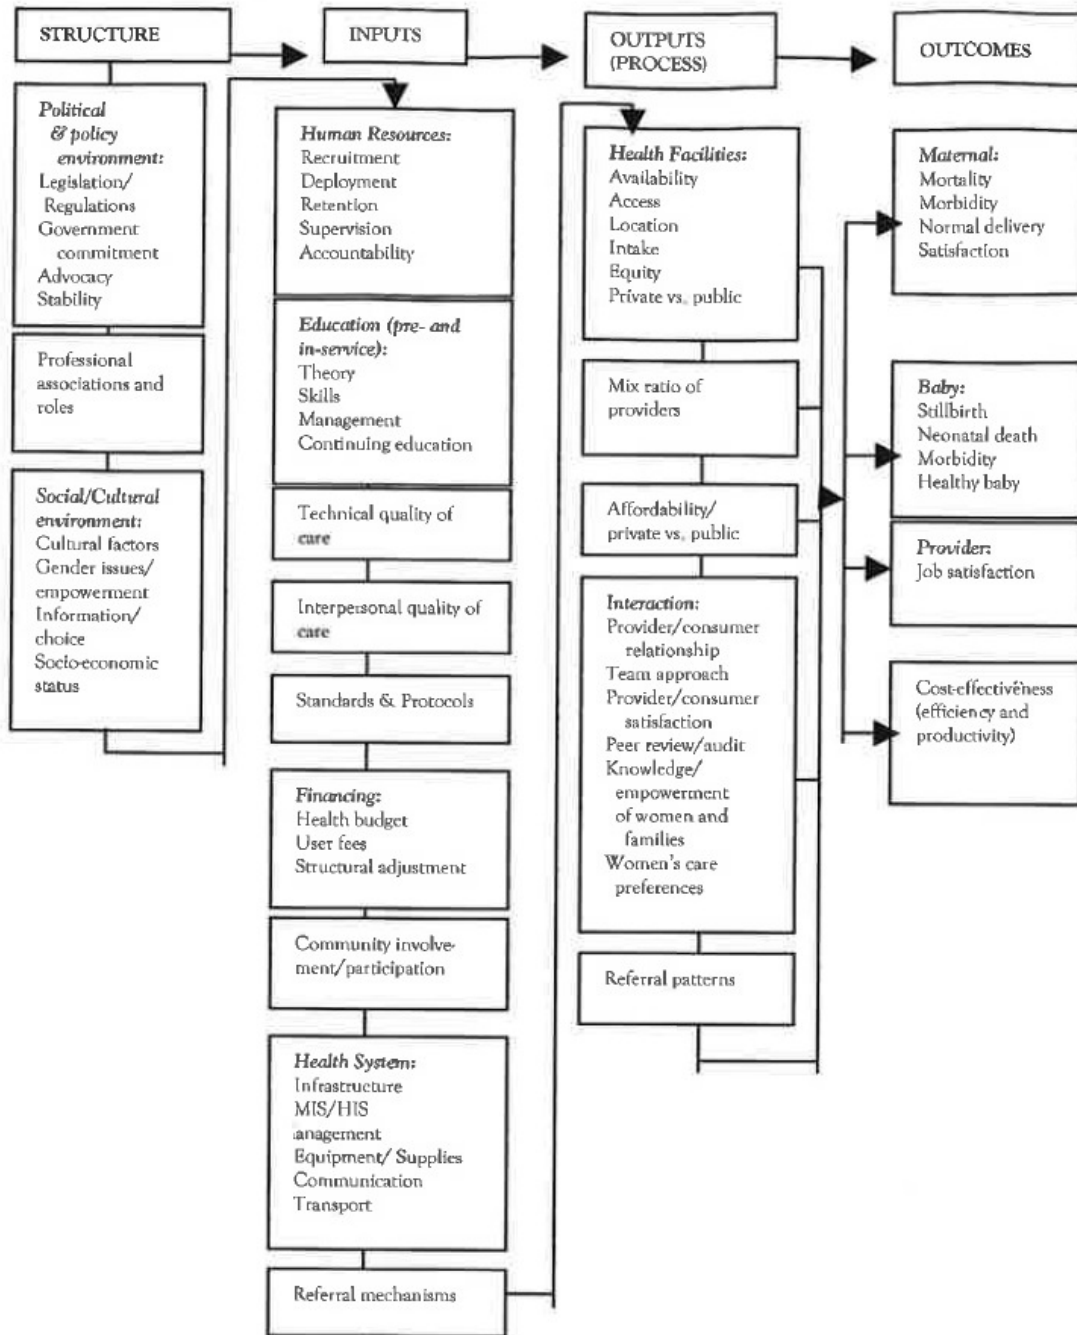 STRUCTURE
INPUTS
OUTPUTS
(PROCESS)
OUTCOMES
Political
& policy
environment:
Legislation/
Regulations
Government
commitment
Advocacy
Stability
Professional
associations and
roles
Social/Cultural
environment:
Cultural factors
Gender issues/
empowerment
Information/
choice
Socio-economic
status
Human Resources:
Recruitment
Deployment
Retention
Supervision
Accountability
Education (pre- and
in-service):
Theory
Skills
Management
Continuing education
Technical quality of
care
Interpersonal quality of
care
Standards & Protocols
Financing:
Health budget
User fees
Structural adjustment
Community involve-
ment/participation
Health System:
Infrastructure
MIS/HIS
anagement
Equipment/ Supplies
Communication
Transport
Referral mechanisms
Health Facilities:
Availability
Access
Location
Intake
Equity
Private vs. public
Mix ratio of
providers
Affordability/
private vs. public
Interaction:
Provider/consumer
relationship
Team approach
Provider/consumer
satisfaction
Peer review/audit
Knowledge/
empowerment
of women and
families
Women's care
preferences
Referral patterns
Maternal:
Mortality
Morbidity
Normal delivery
Satisfaction
Baby:
Stillbirth
Neonatal death
Morbidity
Healthy baby
Provider:
Job satisfaction
Cost-effectiveness
(efficiency and
productivity)